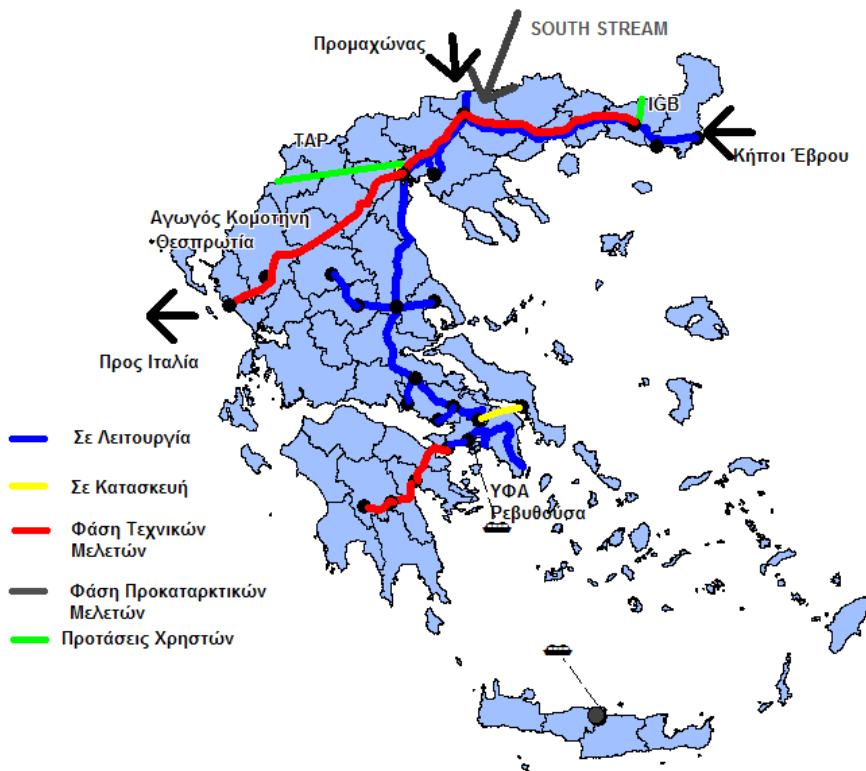 SOUTH STREAM
Προμαχώνας
IGB
TAP
Κήποι Έβρου
Αγωγός Κομοτηνή
-Θεσπρωτία
Προς Ιταλία
Σε Λειτουργία
Σε Κατασκευή
Φάση Τεχνικών
Μελετών
Φάση Προκαταρκτικών
Μελετών
Προτάσεις Χρηστών
ΥΦΑ
Ρεβυθούσα